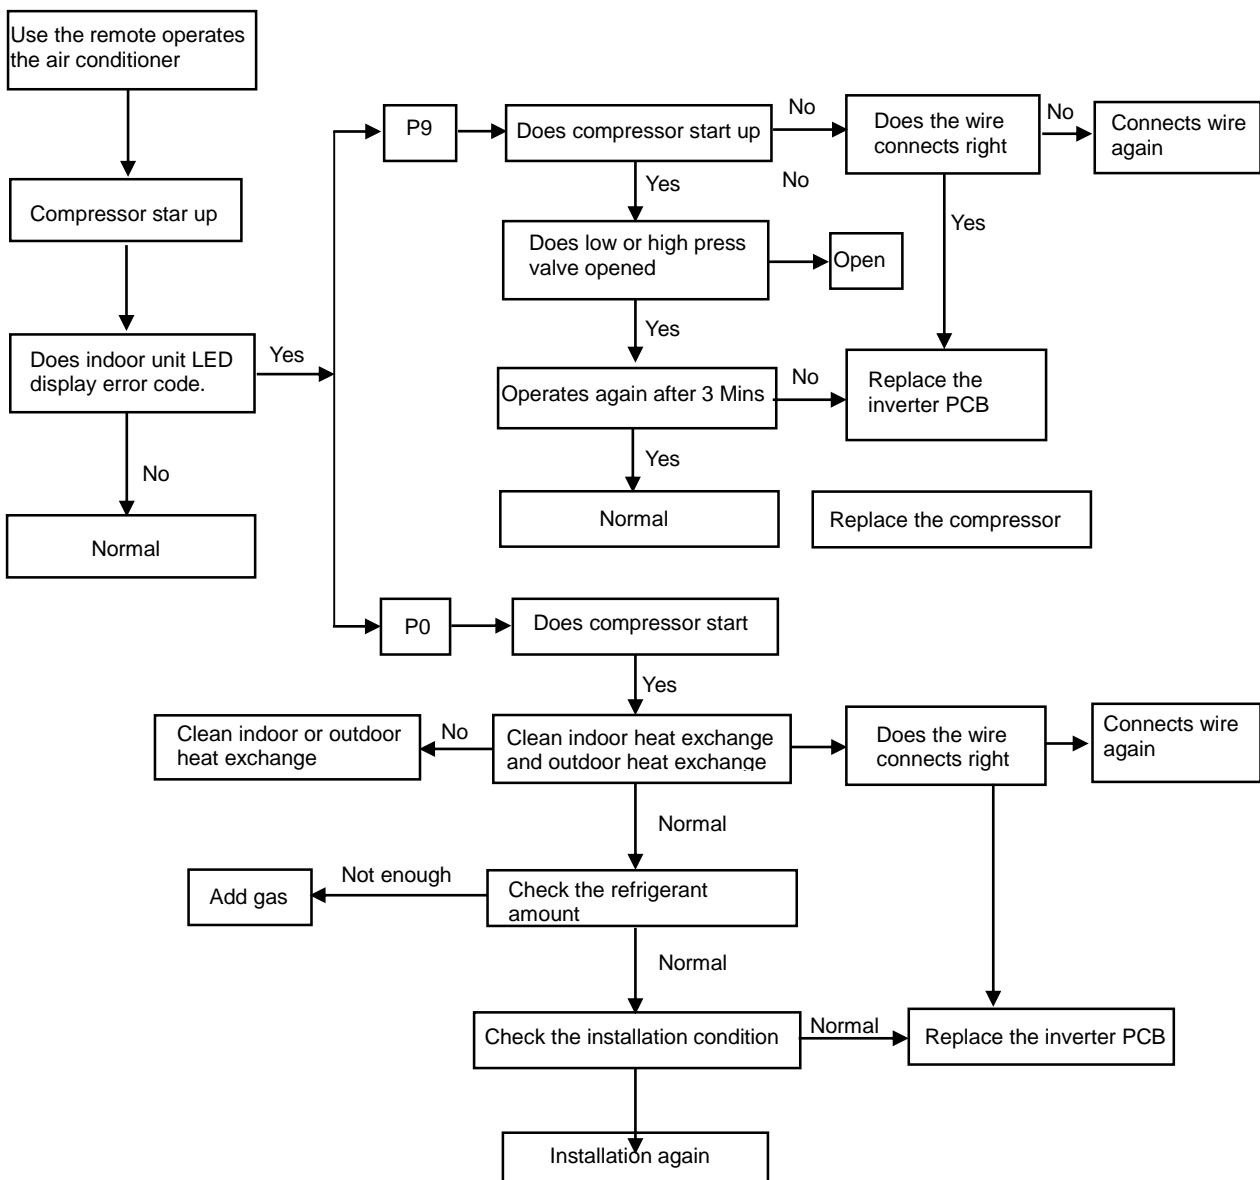 Use the remote operates
the air conditioner
Compressor star up
Does indoor unit LED
display error code.
Yes
No
Normal
P9
Does compressor start up
No
Does the wire
connects right
No
Connects wire
again
Yes
No
Yes
Does low or high press
valve opened
Open
Yes
Operates again after 3 Mins
No
Replace the
inverter PCB
Yes
Normal
Replace the compressor
P0
Does compressor start
Yes
Clean indoor or outdoor
heat exchange
No
Clean indoor heat exchange
and outdoor heat exchange
Does the wire
connects right
Connects wire
again
Normal
Add gas
Not enough
Check the refrigerant
amount
Normal
Check the installation condition
Normal
Replace the inverter PCB
Installation again